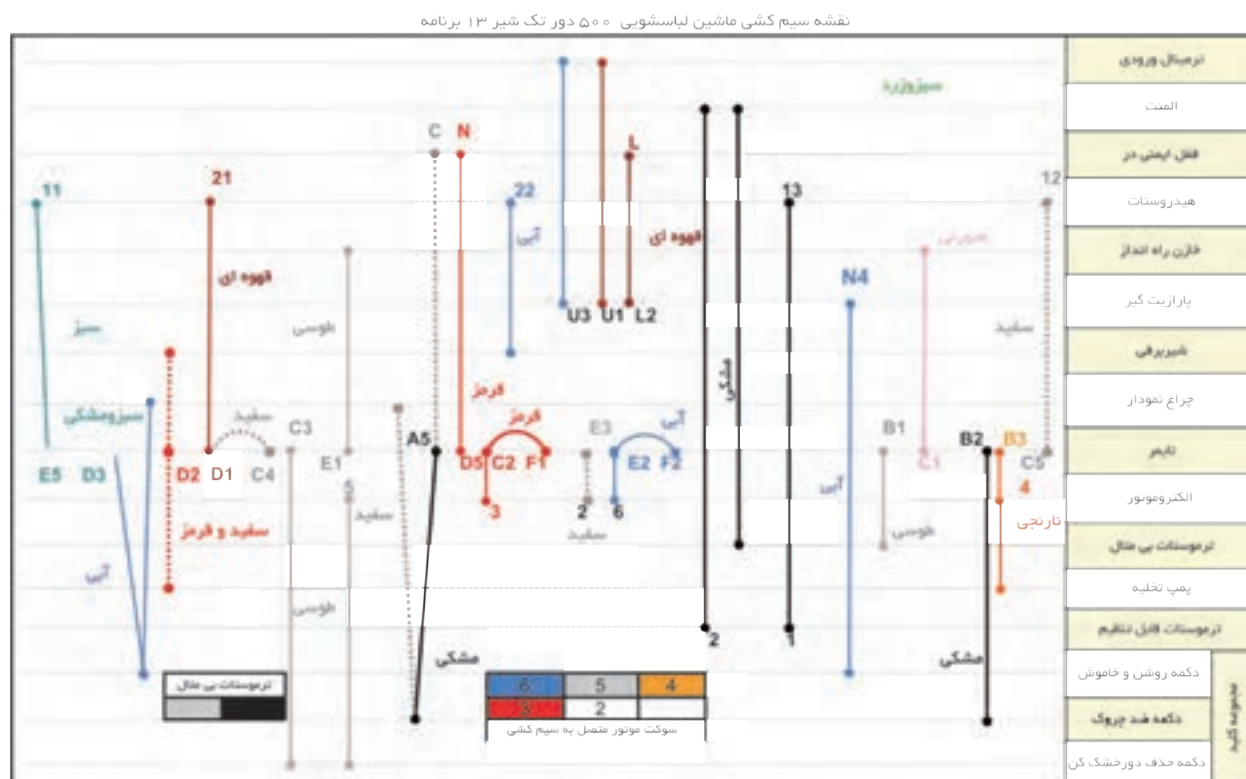 نقشه سیم کشی ماشین لباسشویی ۵۰۰ دور تک شیر ۱۳ برنامه
ترمینال ورودی
المنت
قفل ایمنی در
هیدروستات
خازن راه انداز
پارازیت گیر
شیربرقی
چراغ نمودار
تایمر
الکتروموتور
ترموستات بی متال
پمپ تخلیه
ترموستات قابل تنظیم
مجموعه کلید
دکمه روشن و خاموش
دکمه ضد چروک
دکمه حذف دورخشک کن
سبزوزرد
C N L
11 21 22 13 12
آبی
قهوه ای
صورتی
قهوه ای
N4
U3 U1 L2
طوسی
سبز
سفید
مشکی
قرمز
سبزومشکی
سفید
قرمز
آبی
C3 A5 E3 B1 B2 B3
E5 D3 D2 D1 C4 E1 D5 C2 F1 E2 F2 C1 C5
5 3 2 6 4
آبی
سفید
نارنجی
سفید و قرمز
سفید
طوسی
آبی
طوسی
2 1
مشکی
مشکی
ترموستات بی متال
6 5 4
3 2
سوکت موتور متصل به سیم کشی